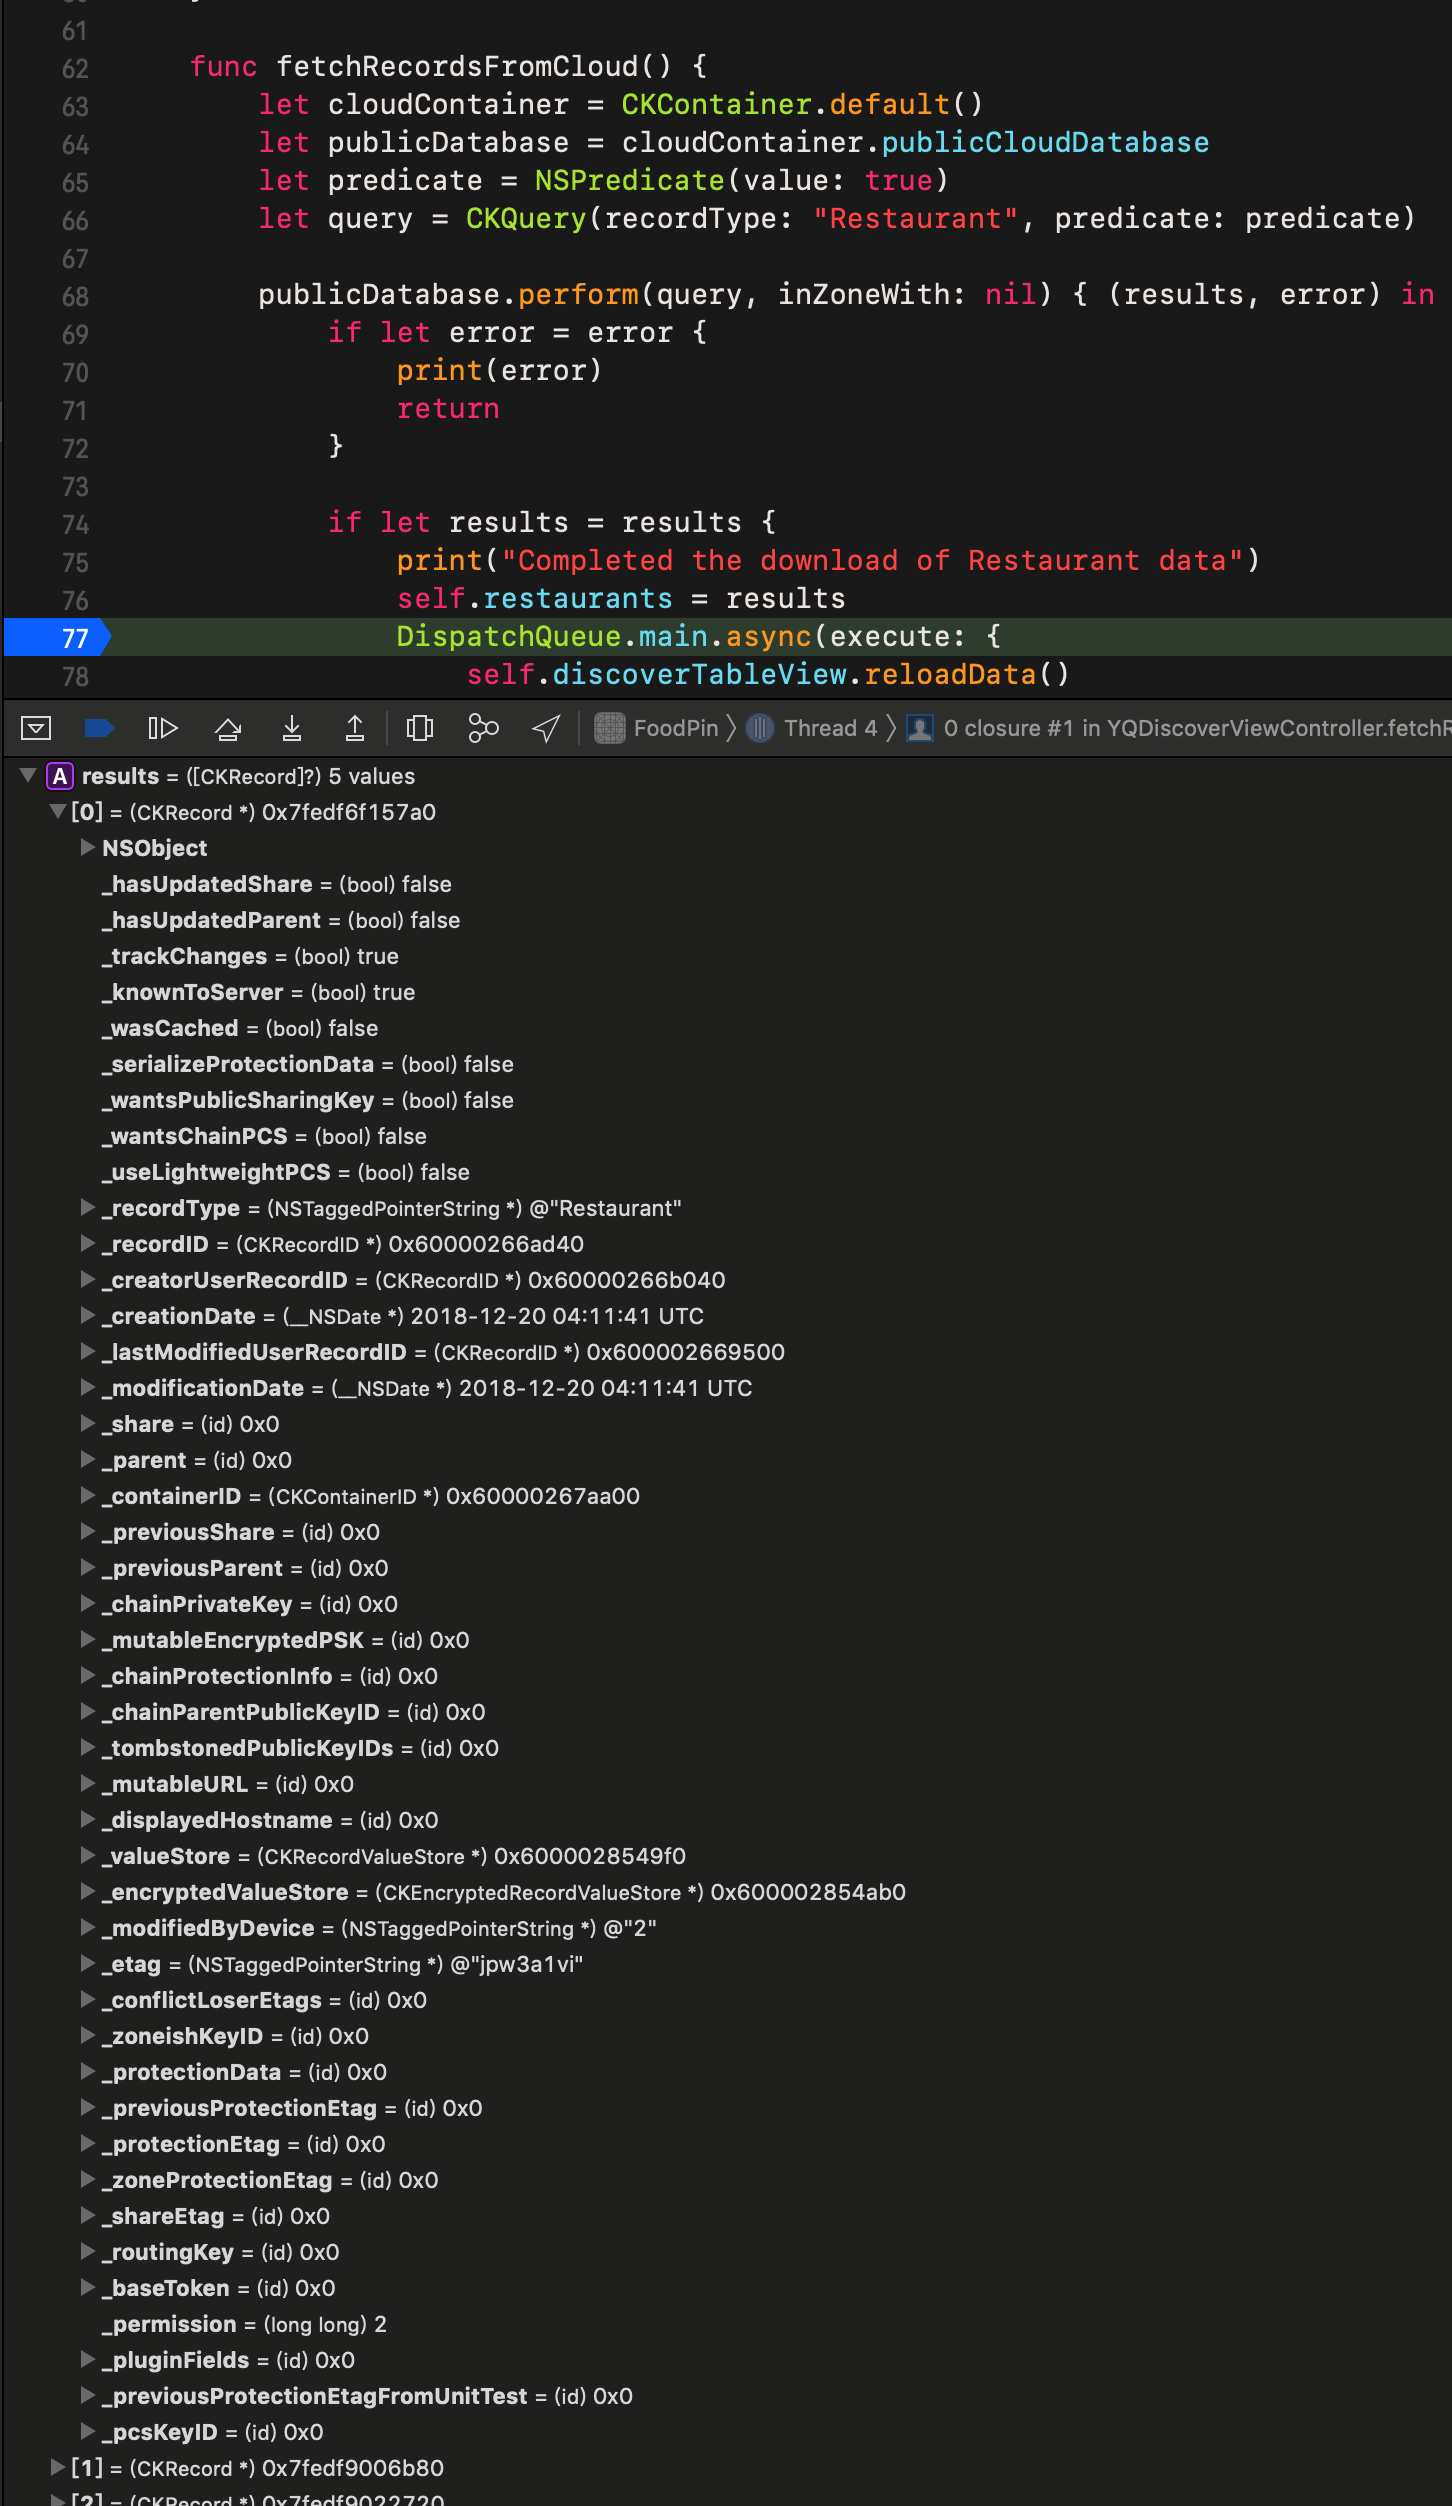 61
62 func fetchRecordsFromCloud() {
63 let cloudContainer = CKContainer.default()
64 let publicDatabase = cloudContainer.publicCloudDatabase
65 let predicate = NSPredicate(value: true)
66 let query = CKQuery(recordType: "Restaurant", predicate: predicate)
67
68 publicDatabase.perform(query, inZoneWith: nil) { (results, error) in
69 if let error = error {
70 print(error)
71 return
72 }
73
74 if let results = results {
75 print("Completed the download of Restaurant data")
76 self.restaurants = results
77 DispatchQueue.main.async(execute: {
78 self.discoverTableView.reloadData()
FoodPin Thread 4 0 closure #1 in YQDiscoverViewController.fetchR
A results = ([CKRecord]?) 5 values
[0] = (CKRecord *) 0x7fedf6f157a0
NSObject
_hasUpdatedShare = (bool) false
_hasUpdatedParent = (bool) false
_trackChanges = (bool) true
_knownToServer = (bool) true
_wasCached = (bool) false
_serializeProtectionData = (bool) false
_wantsPublicSharingKey = (bool) false
_wantsChainPCS = (bool) false
_useLightweightPCS = (bool) false
_recordType = (NSTaggedPointerString *) @"Restaurant"
_recordID = (CKRecordID *) 0x60000266ad40
_creatorUserRecordID = (CKRecordID *) 0x60000266b040
_creationDate = (__NSDate *) 2018-12-20 04:11:41 UTC
_lastModifiedUserRecordID = (CKRecordID *) 0x600002669500
_modificationDate = (__NSDate *) 2018-12-20 04:11:41 UTC
_share = (id) 0x0
_parent = (id) 0x0
_containerID = (CKContainerID *) 0x60000267aa00
_previousShare = (id) 0x0
_previousParent = (id) 0x0
_chainPrivateKey = (id) 0x0
_mutableEncryptedPSK = (id) 0x0
_chainProtectionInfo = (id) 0x0
_chainParentPublicKeyID = (id) 0x0
_tombstonedPublicKeyIDs = (id) 0x0
_mutableURL = (id) 0x0
_displayedHostname = (id) 0x0
_valueStore = (CKRecordValueStore *) 0x6000028549f0
_encryptedValueStore = (CKEncryptedRecordValueStore *) 0x600002854ab0
_modifiedByDevice = (NSTaggedPointerString *) @"2"
_etag = (NSTaggedPointerString *) @"jpw3a1vi"
_conflictLoserEtags = (id) 0x0
_zoneishKeyID = (id) 0x0
_protectionData = (id) 0x0
_previousProtectionEtag = (id) 0x0
_protectionEtag = (id) 0x0
_zoneProtectionEtag = (id) 0x0
_shareEtag = (id) 0x0
_routingKey = (id) 0x0
_baseToken = (id) 0x0
_permission = (long long) 2
_pluginFields = (id) 0x0
_previousProtectionEtagFromUnitTest = (id) 0x0
_pcsKeyID = (id) 0x0
[1] = (CKRecord *) 0x7fedf9006b80
[2] = (CKRecord *) 0x7fedf9022720